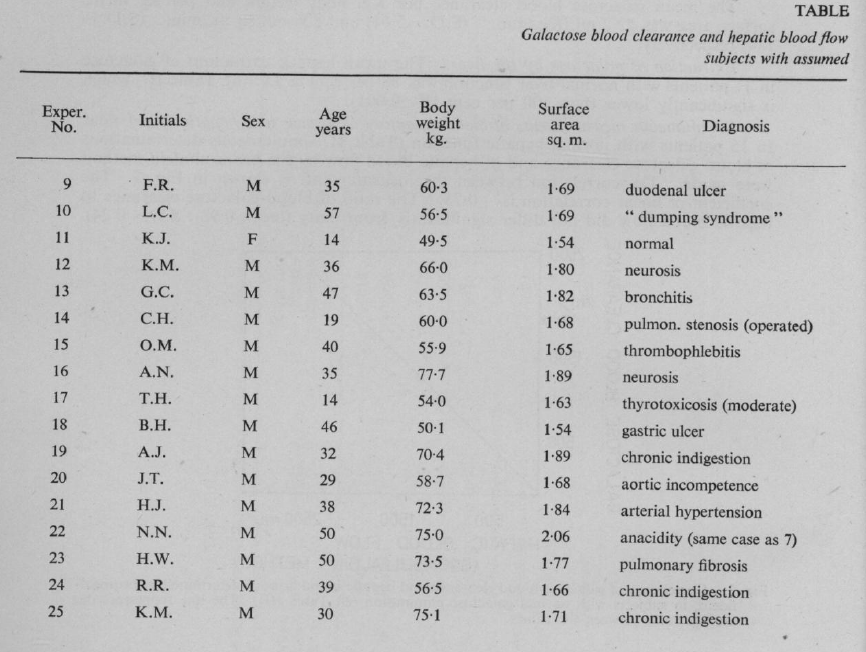 TABLE
Galactose blood clearance and hepatic blood flow
subjects with assumed
Exper. No. Initials Sex Age years Body weight kg. Surface area sq. m. Diagnosis
9 F.R. M 35 60·3 1·69 duodenal ulcer
10 L.C. M 57 56·5 1·69 “ dumping syndrome ”
11 K.J. F 14 49·5 1·54 normal
12 K.M. M 36 66·0 1·80 neurosis
13 G.C. M 47 63·5 1·82 bronchitis
14 C.H. M 19 60·0 1·68 pulmon. stenosis (operated)
15 O.M. M 40 55·9 1·65 thrombophlebitis
16 A.N. M 35 77·7 1·89 neurosis
17 T.H. M 14 54·0 1·63 thyrotoxicosis (moderate)
18 B.H. M 46 50·1 1·54 gastric ulcer
19 A.J. M 32 70·4 1·89 chronic indigestion
20 J.T. M 29 58·7 1·68 aortic incompetence
21 H.J. M 38 72·3 1·84 arterial hypertension
22 N.N. M 50 75·0 2·06 anacidity (same case as 7)
23 H.W. M 50 73·5 1·77 pulmonary fibrosis
24 R.R. M 39 56·5 1·66 chronic indigestion
25 K.M. M 30 75·1 1·71 chronic indigestion